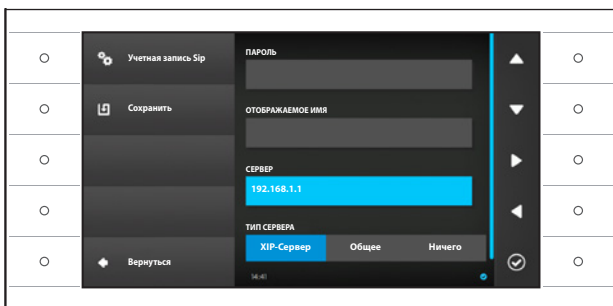 Учетная запись Sip
Сохранить
Вернуться
ПАРОЛЬ
ОТОБРАЖАЕМОЕ ИМЯ
СЕРВЕР
192.168.1.1
ТИП СЕРВЕРА
XIP-Сервер Общее Ничего
14:41